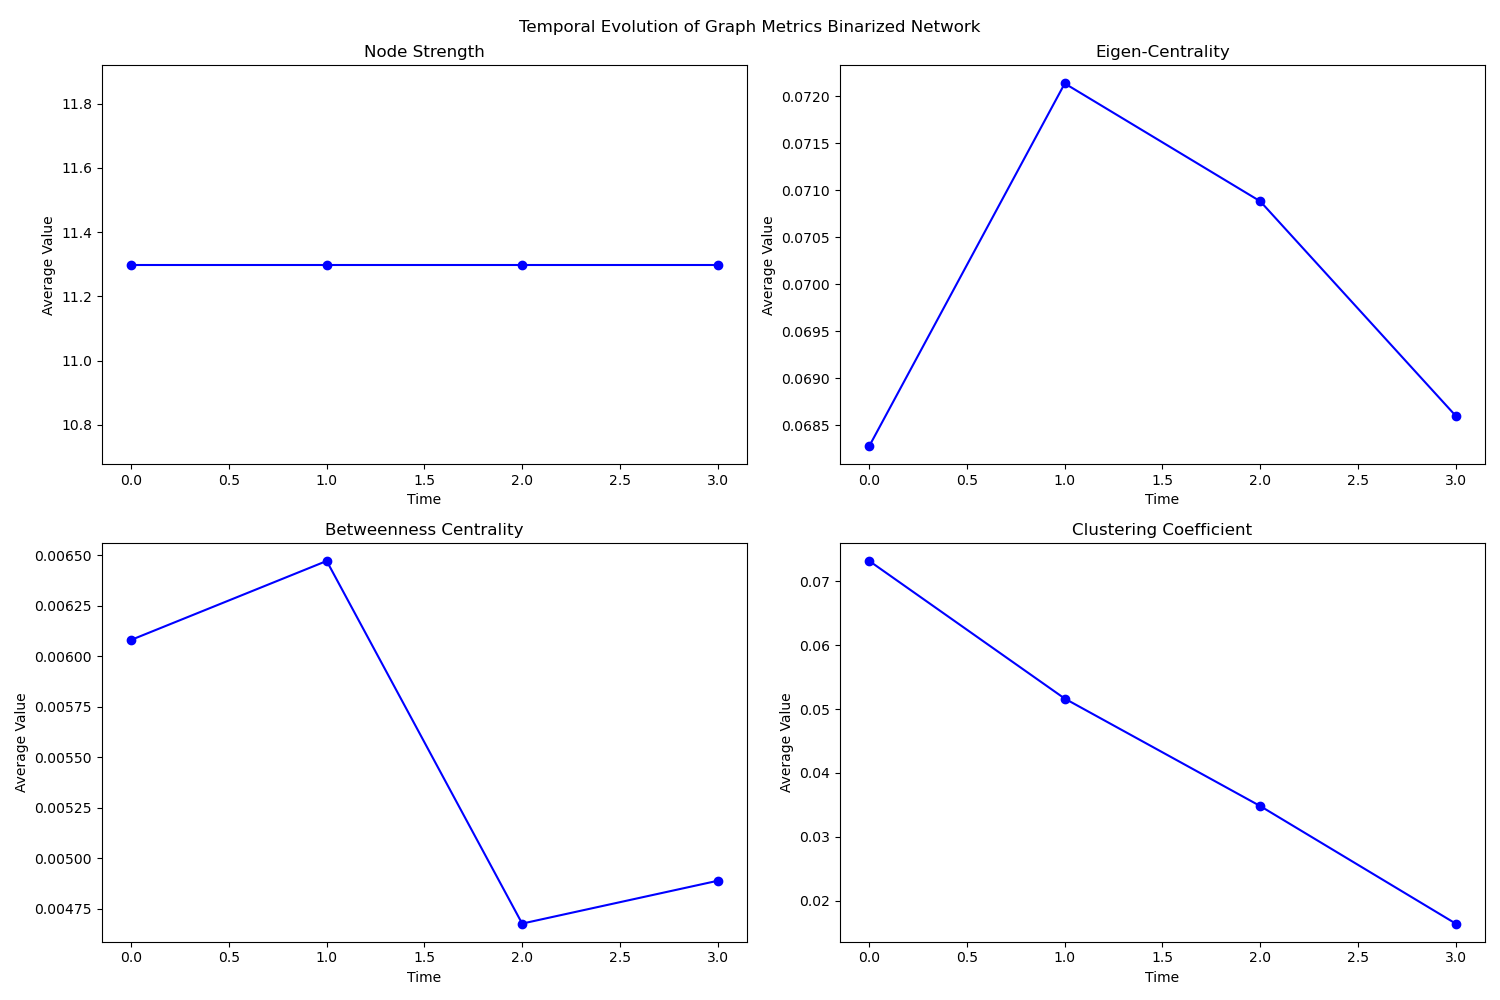 Temporal Evolution of Graph Metrics Binarized Network
Node Strength
Average Value
11.8
11.6
11.4
11.2
11.0
10.8
0.0 0.5 1.0 1.5 2.0 2.5 3.0
Time
Eigen-Centrality
Average Value
0.0720
0.0715
0.0710
0.0705
0.0700
0.0695
0.0690
0.0685
0.0 0.5 1.0 1.5 2.0 2.5 3.0
Time
Betweenness Centrality
Average Value
0.00650
0.00625
0.00600
0.00575
0.00550
0.00525
0.00500
0.00475
0.0 0.5 1.0 1.5 2.0 2.5 3.0
Time
Clustering Coefficient
Average Value
0.07
0.06
0.05
0.04
0.03
0.02
0.0 0.5 1.0 1.5 2.0 2.5 3.0
Time